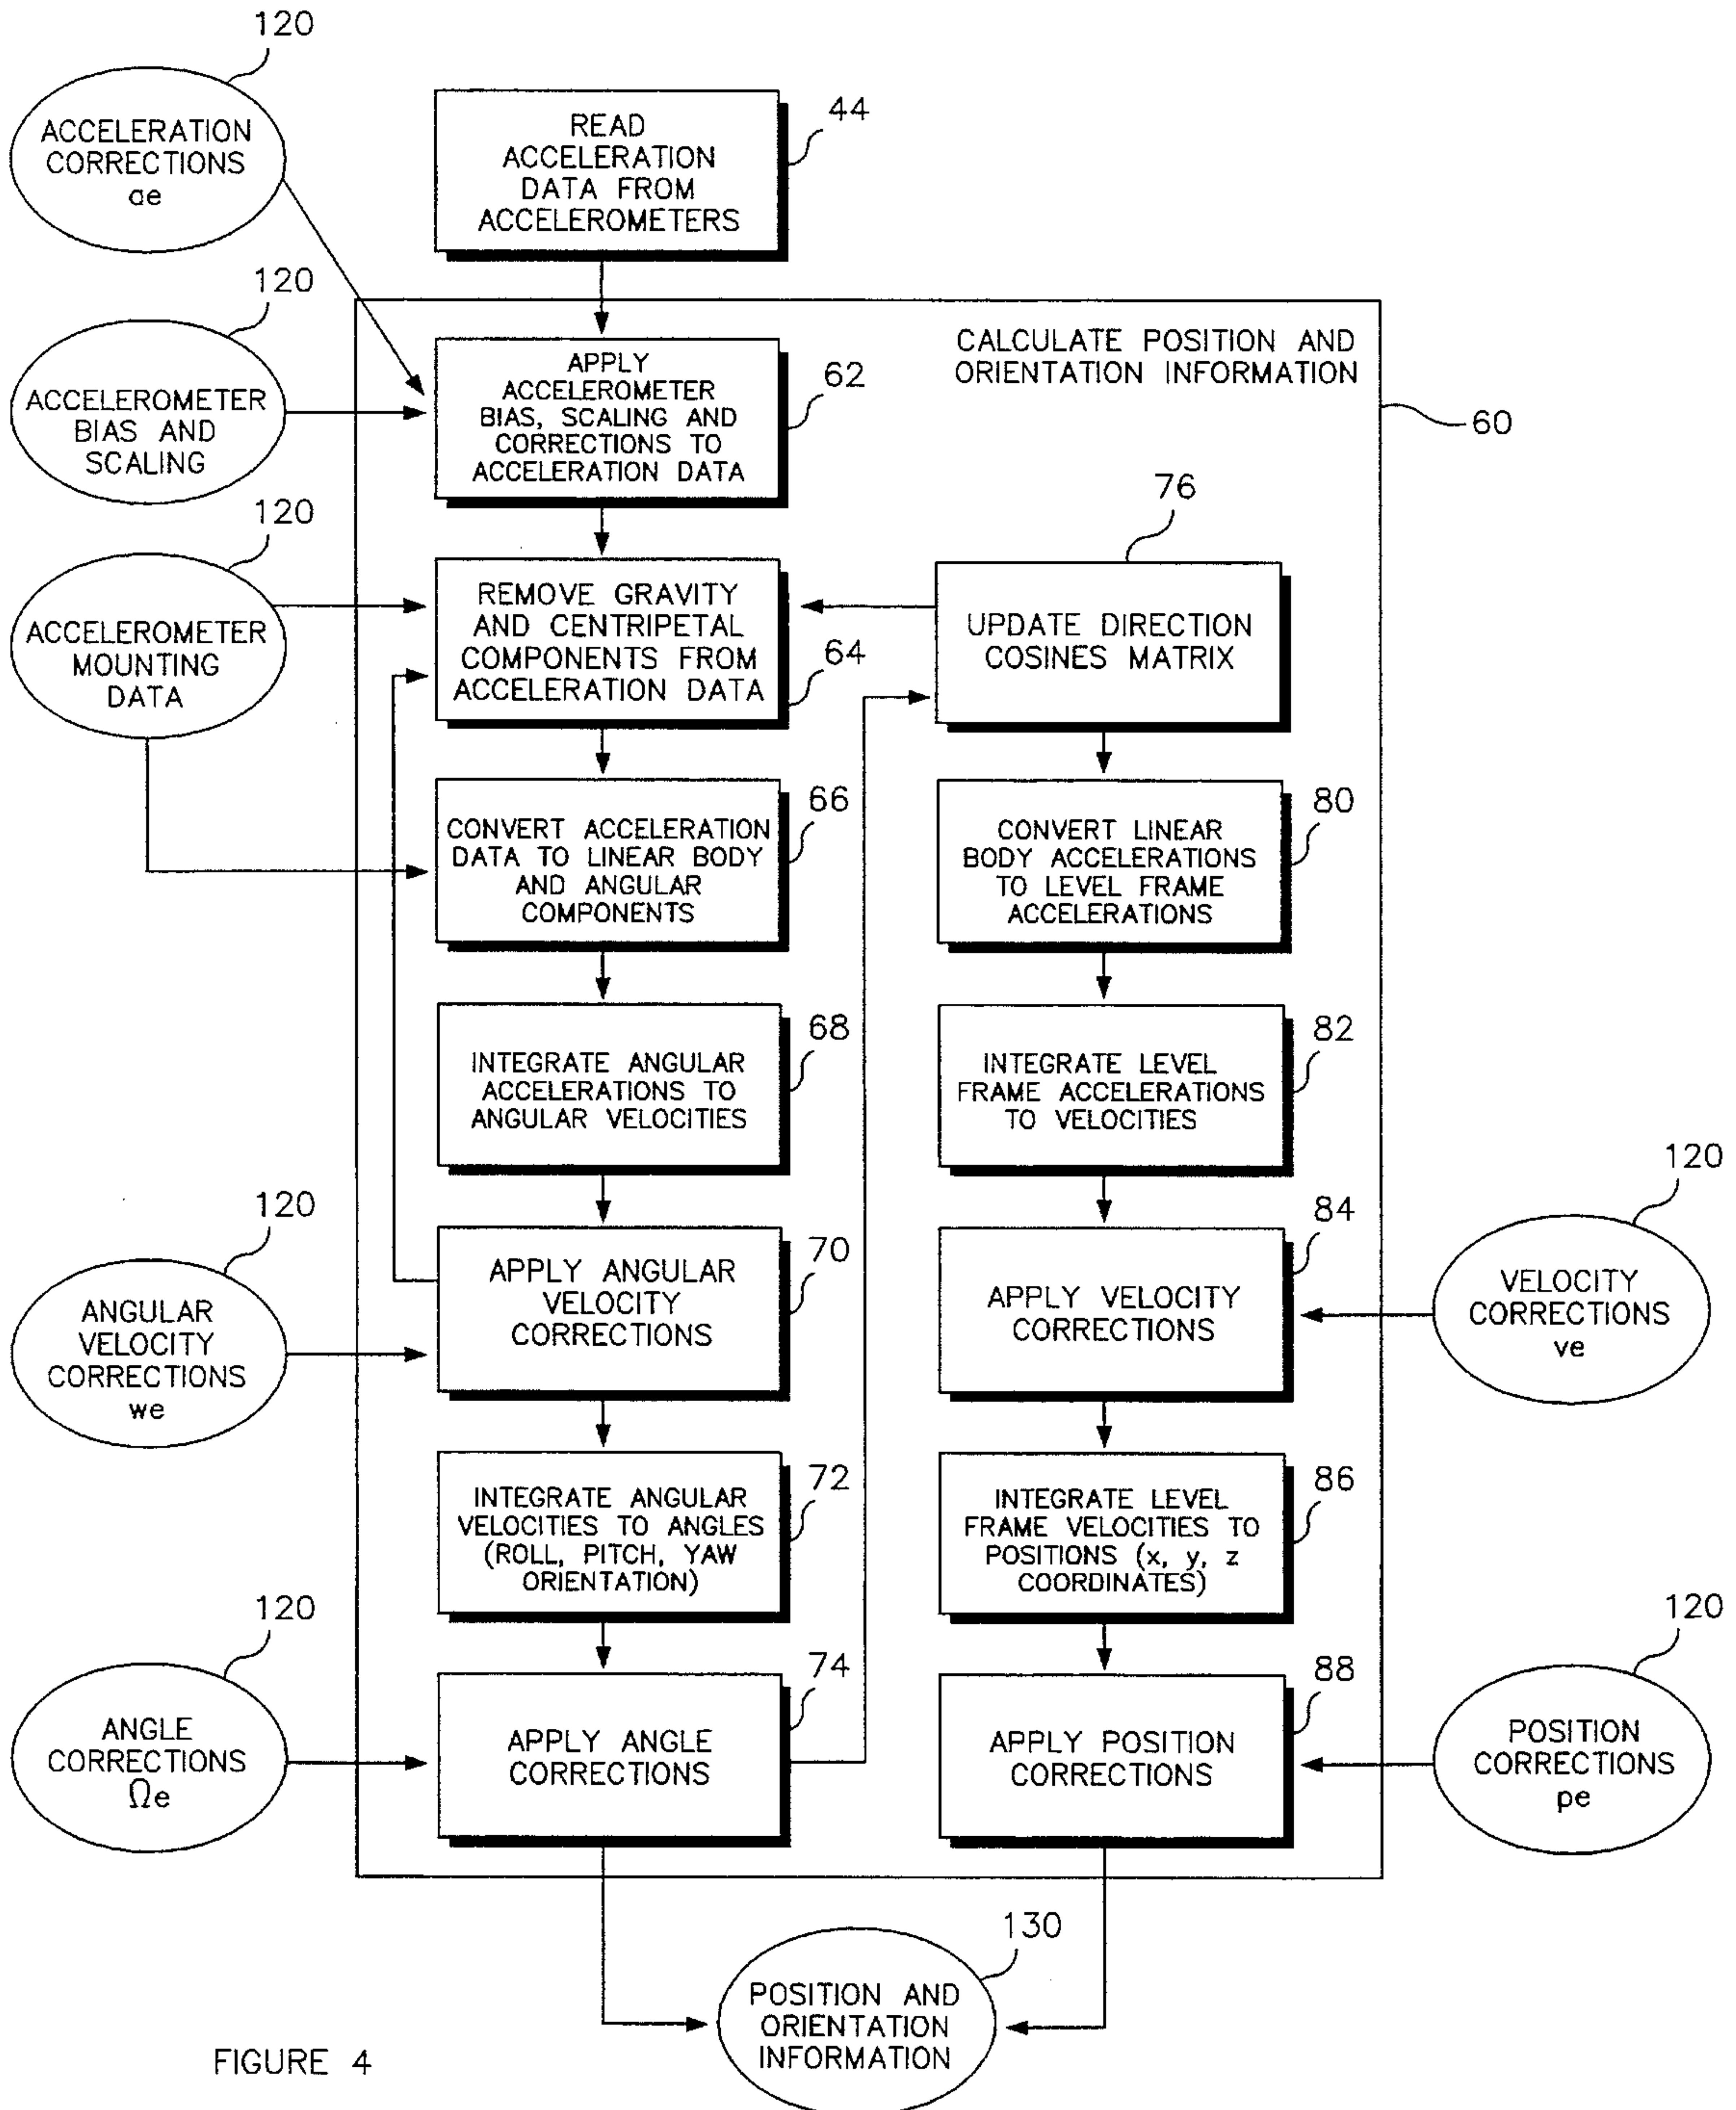 120
ACCELERATION
CORRECTIONS
ae
READ
ACCELERATION
DATA FROM
ACCELEROMETERS
44
120
ACCELEROMETER
BIAS AND
SCALING
APPLY
ACCELEROMETER
BIAS, SCALING AND
CORRECTIONS TO
ACCELERATION DATA
62
CALCULATE POSITION AND
ORIENTATION INFORMATION
60
120
ACCELEROMETER
MOUNTING
DATA
REMOVE GRAVITY
AND CENTRIPETAL
COMPONENTS FROM
ACCELERATION DATA
64
76
UPDATE DIRECTION
COSINES MATRIX
CONVERT ACCELERATION
DATA TO LINEAR BODY
AND ANGULAR
COMPONENTS
66
CONVERT LINEAR
BODY ACCELERATIONS
TO LEVEL FRAME
ACCELERATIONS
80
INTEGRATE ANGULAR
ACCELERATIONS TO
ANGULAR VELOCITIES
68
INTEGRATE LEVEL
FRAME ACCELERATIONS
TO VELOCITIES
82
120
ANGULAR
VELOCITY
CORRECTIONS
we
APPLY ANGULAR
VELOCITY
CORRECTIONS
70
APPLY VELOCITY
CORRECTIONS
84
120
VELOCITY
CORRECTIONS
ve
INTEGRATE ANGULAR
VELOCITIES TO ANGLES
(ROLL, PITCH, YAW
ORIENTATION)
72
INTEGRATE LEVEL
FRAME VELOCITIES TO
POSITIONS (x, y, z
COORDINATES)
86
120
ANGLE
CORRECTIONS
Ωe
APPLY ANGLE
CORRECTIONS
74
APPLY POSITION
CORRECTIONS
88
120
POSITION
CORRECTIONS
pe
130
POSITION AND
ORIENTATION
INFORMATION
FIGURE 4